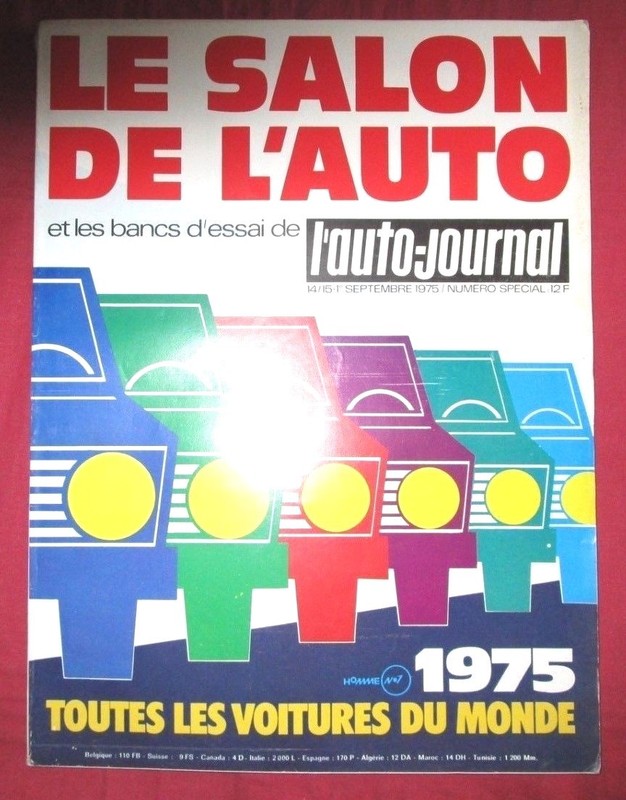 LE SALON
DE L'AUTO
et les bancs d'essai de
l'auto-journal
14/15-1er SEPTEMBRE 1975 / NUMERO SPECIAL 12 F
HOMME N°7
1975
TOUTES LES VOITURES DU MONDE
Belgique : 110 FB - Suisse : 9 FS - Canada : 4 D - Italie : 2 000 L - Espagne : 170 P - Algérie : 12 DA - Maroc : 14 DH - Tunisie : 1 200 Mm.